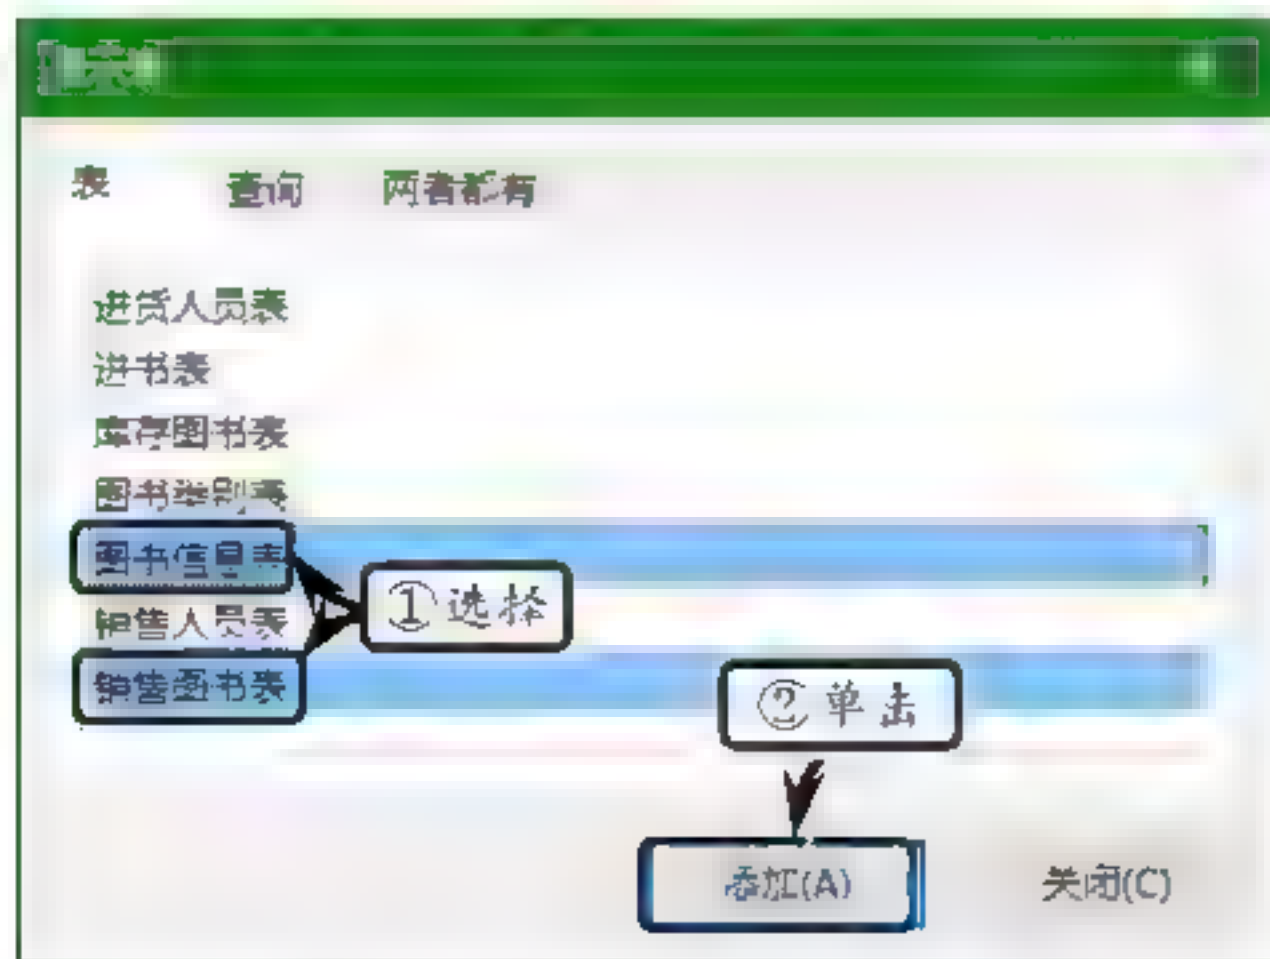 表 查询 两者都有
进货人员表
进书表
库存图书表
图书类别表
图书信息表
①选择
销售人员表
销售图书表
②单击
添加(A) 关闭(C)